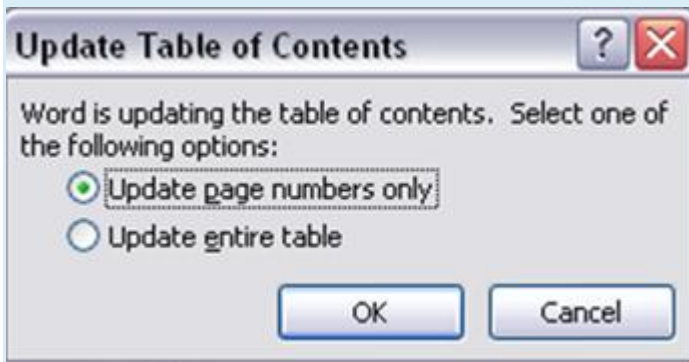 Update Table of Contents
Word is updating the table of contents. Select one of
the following options:
Update page numbers only
Update entire table
OK Cancel